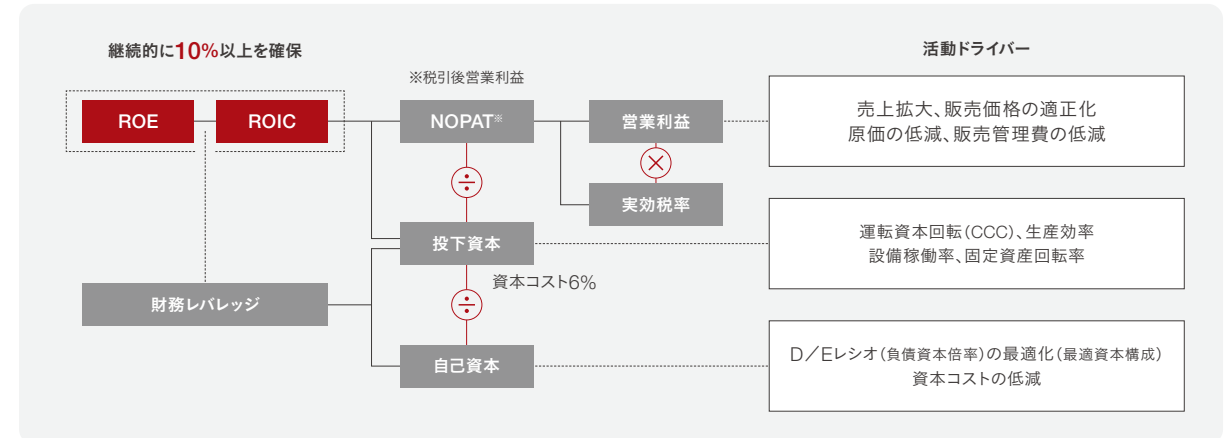 継続的に10%以上を確保
活動ドライバー
※税引後営業利益
ROE
ROIC
NOPAT※
営業利益
売上拡大、販売価格の適正化
原価の低減、販売管理費の低減
÷
×
実効税率
投下資本
運転資本回転(CCC)、生産効率
設備稼働率、固定資産回転率
資本コスト6%
財務レバレッジ
÷
自己資本
D/Eレシオ(負債資本倍率)の最適化(最適資本構成)
資本コストの低減